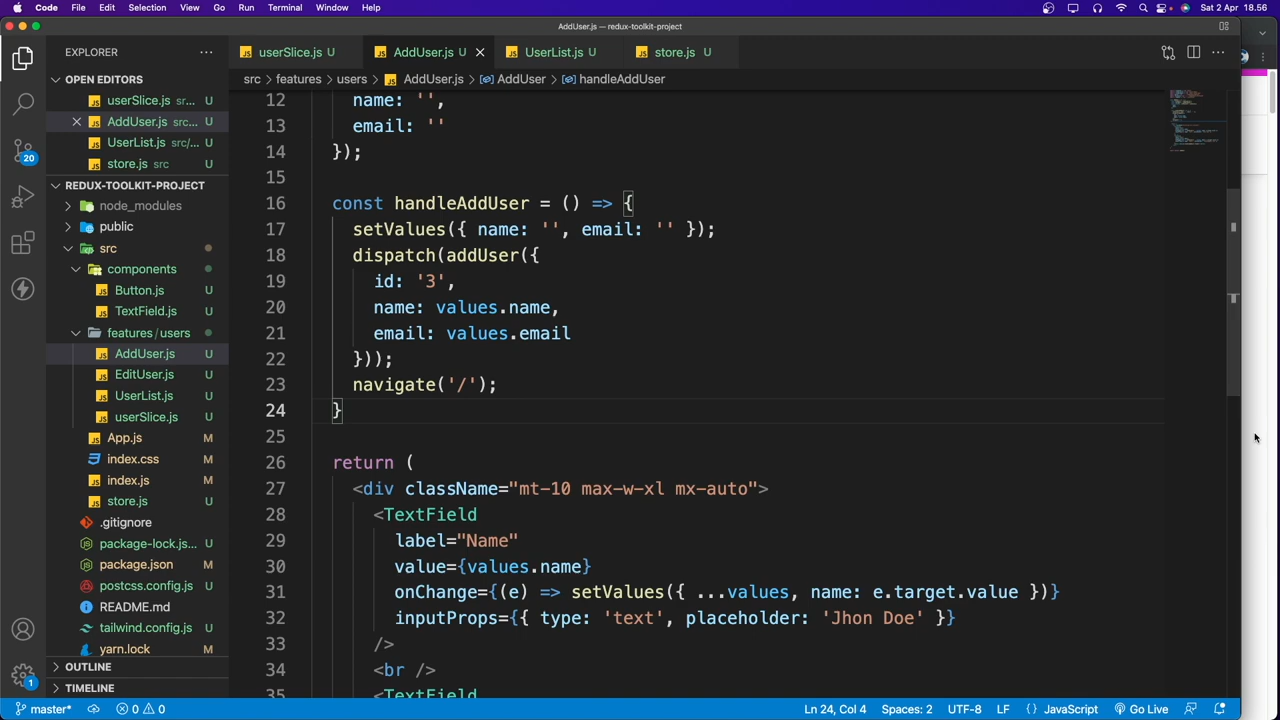 Code File Edit Selection View Go Run Terminal Window Help Sat 2 Apr 18.56
AddUser.js — redux-toolkit-project
EXPLORER
userSlice.js U
AddUser.js U
UserList.js U
store.js U
src > features > users > AddUser.js > AddUser > handleAddUser
OPEN EDITORS
userSlice.js sr... U
AddUser.js src... U
UserList.js src/... U
store.js src U
REDUX-TOOLKIT-PROJECT
node_modules
public
src
components
Button.js U
TextField.js U
features/users
AddUser.js U
EditUser.js U
UserList.js U
userSlice.js U
App.js M
index.css M
index.js M
store.js U
.gitignore
package-lock.js... U
package.json M
postcss.config.js U
README.md
tailwind.config.js U
yarn.lock M
OUTLINE
TIMELINE
20
1
12 name: '',
13 email: ''
14 });
15
16 const handleAddUser = () => {
17 setValues({ name: '', email: '' });
18 dispatch(addUser({
19 id: '3',
20 name: values.name,
21 email: values.email
22 }));
23 navigate('/');
24 }
25
26 return (
27 <div className="mt-10 max-w-xl mx-auto">
28 <TextField
29 label="Name"
30 value={values.name}
31 onChange={(e) => setValues({ ...values, name: e.target.value })}
32 inputProps={{ type: 'text', placeholder: 'Jhon Doe' }}
33 />
34 <br />
35 <TextField
master* 0 0 Ln 24, Col 4 Spaces: 2 UTF-8 LF {} JavaScript Go Live